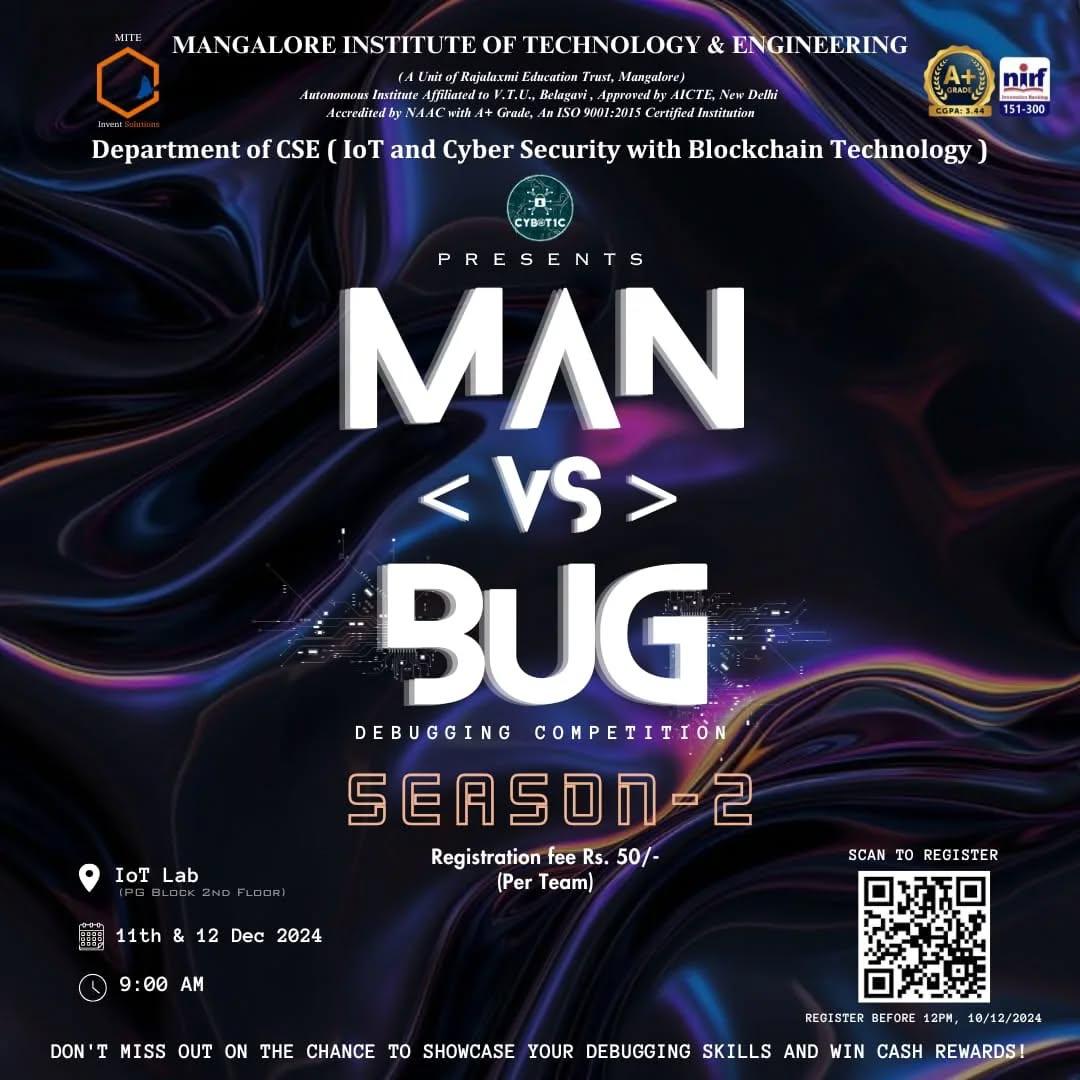 MITE
Invent Solutions
MANGALORE INSTITUTE OF TECHNOLOGY & ENGINEERING
(A Unit of Rajalaxmi Education Trust, Mangalore)
Autonomous Institute Affiliated to V.T.U., Belagavi , Approved by AICTE, New Delhi
Accredited by NAAC with A+ Grade, An ISO 9001:2015 Certified Institution
A+
GRADE
CGPA: 3.44
nirf
Innovation Ranking
151-300
Department of CSE ( IoT and Cyber Security with Blockchain Technology )
CYB@T1C
PRESENTS
MAN
< VS >
BUG
DEBUGGING COMPETITION
SEASON-2
Registration fee Rs. 50/-
(Per Team)
IoT Lab
(PG Block 2nd Floor)
11th & 12 Dec 2024
9:00 AM
SCAN TO REGISTER
REGISTER BEFORE 12PM, 10/12/2024
DON'T MISS OUT ON THE CHANCE TO SHOWCASE YOUR DEBUGGING SKILLS AND WIN CASH REWARDS!